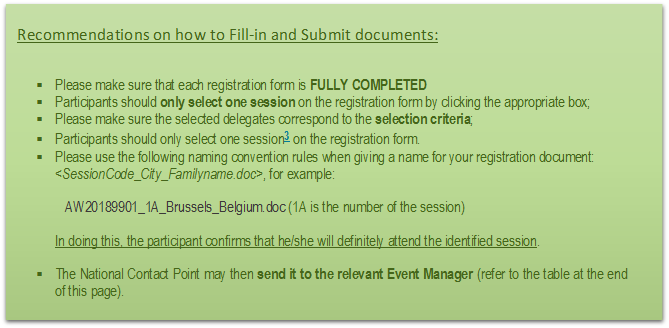 Recommendations on how to Fill-in and Submit documents:
▪ Please make sure that each registration form is FULLY COMPLETED
▪ Participants should only select one session on the registration form by clicking the appropriate box;
▪ Please make sure the selected delegates correspond to the selection criteria;
▪ Participants should only select one session3 on the registration form.
▪ Please use the following naming convention rules when giving a name for your registration document:
<SessionCode_City_Familyname.doc>, for example:
AW20189901_1A_Brussels_Belgium.doc (1A is the number of the session)
In doing this, the participant confirms that he/she will definitely attend the identified session.
▪ The National Contact Point may then send it to the relevant Event Manager (refer to the table at the end
of this page).